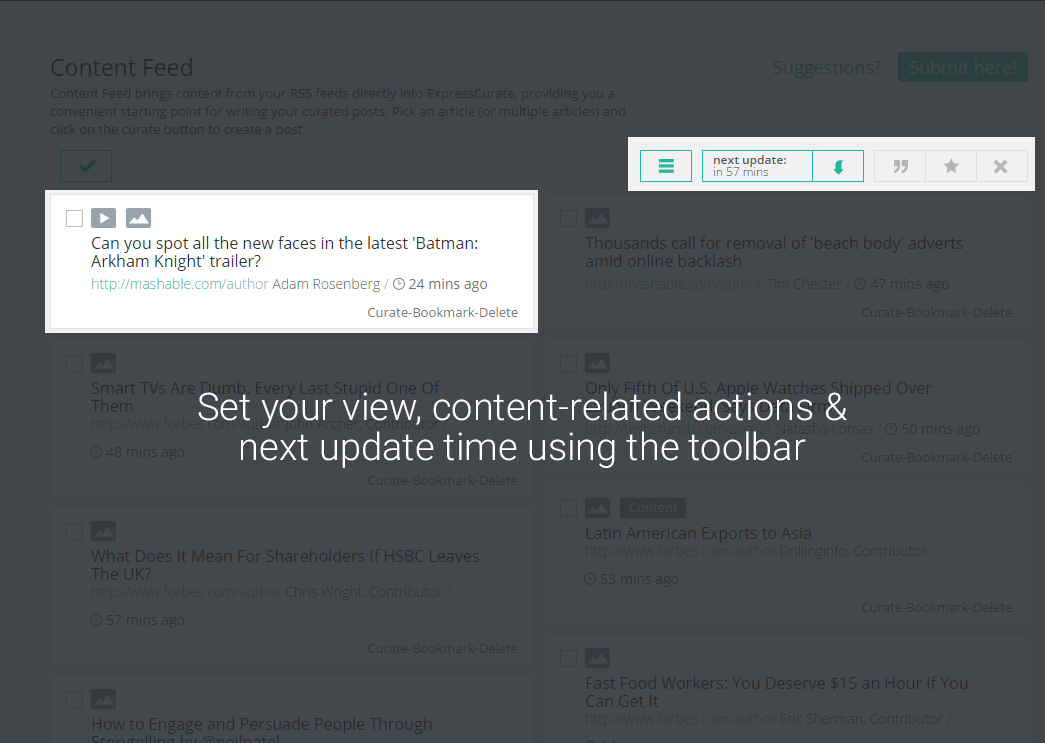 Content Feed
Suggestions?
Submit here!
Content Feed brings content from your RSS feeds directly into ExpressCurate, providing you a
convenient starting point for writing your curated posts. Pick an article (or multiple articles) and
click on the curate button to create a post.
next update:
in 57 mins
Can you spot all the new faces in the latest 'Batman:
Arkham Knight' trailer?
http://mashable.com/author Adam Rosenberg / 24 mins ago
Curate-Bookmark-Delete
Thousands call for removal of 'beach body' adverts
amid online backlash
http://mashable.com/author Tim Chester / 47 mins ago
Curate-Bookmark-Delete
Smart TVs Are Dumb, Every Last Stupid One Of
Them
http://www.forbes.com/author John Archer, Contributor /
48 mins ago
Curate-Bookmark-Delete
Only Fifth Of U.S. Apple Watches Shipped Over
http://techcrunch.com/author Natasha Lomas / 50 mins ago
Curate-Bookmark-Delete
Set your view, content-related actions &
next update time using the toolbar
What Does It Mean For Shareholders If HSBC Leaves
The UK?
http://www.forbes.com/author Chris Wright, Contributor /
57 mins ago
Curate-Bookmark-Delete
Content
Latin American Exports to Asia
http://www.forbes.com/author Drillinginfo, Contributor /
53 mins ago
Curate-Bookmark-Delete
How to Engage and Persuade People Through
Storytelling by @neilpatel
Fast Food Workers: You Deserve $15 an Hour If You
Can Get It
http://www.forbes.com/author Erik Sherman, Contributor /